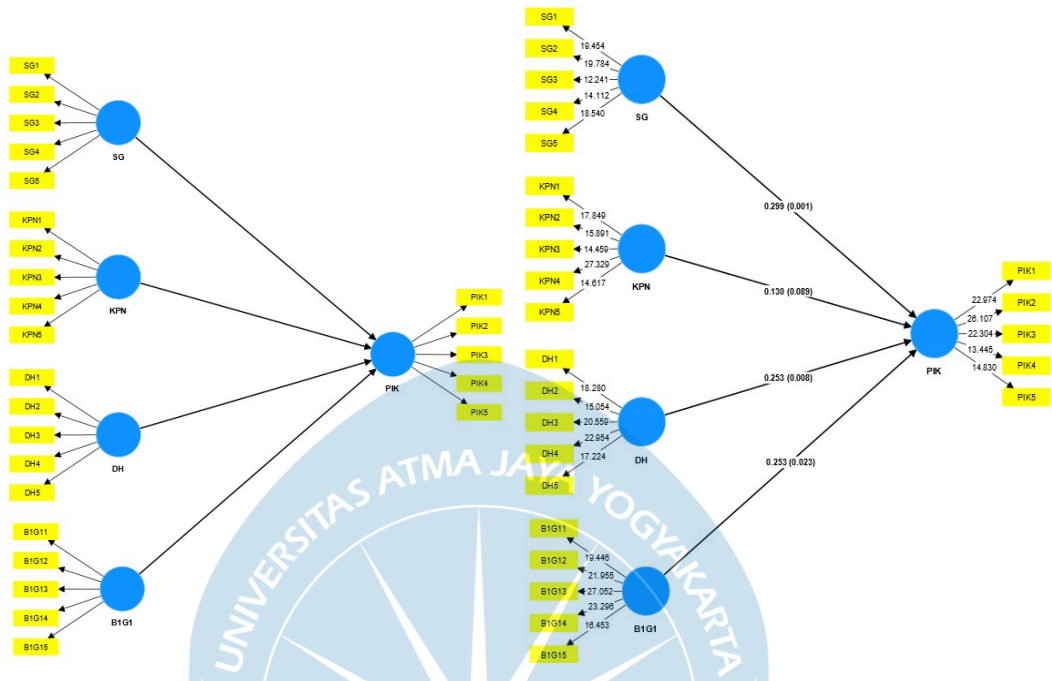 SG1
SG2
SG3
SG4
SG5
SG
KPN1
KPN2
KPN3
KPN4
KPN5
KPN
DH1
DH2
DH3
DH4
DH5
DH
B1G11
B1G12
B1G13
B1G14
B1G15
B1G1
PIK1
PIK2
PIK3
PIK4
PIK5
PIK
SG1
SG2
SG3
SG4
SG5
19.454
19.784
12.241
14.112
18.540
SG
KPN1
KPN2
KPN3
KPN4
KPN5
17.849
15.891
14.459
27.329
14.617
KPN
DH1
DH2
DH3
DH4
DH5
18.280
15.054
20.559
22.954
17.224
DH
B1G11
B1G12
B1G13
B1G14
B1G15
19.446
21.955
27.052
23.296
16.453
B1G1
0.299 (0.001)
0.130 (0.089)
0.253 (0.008)
0.253 (0.023)
PIK
22.974
26.107
22.304
13.445
14.830
PIK1
PIK2
PIK3
PIK4
PIK5
UNIVERSITAS ATMA JAYA YOGYAKARTA